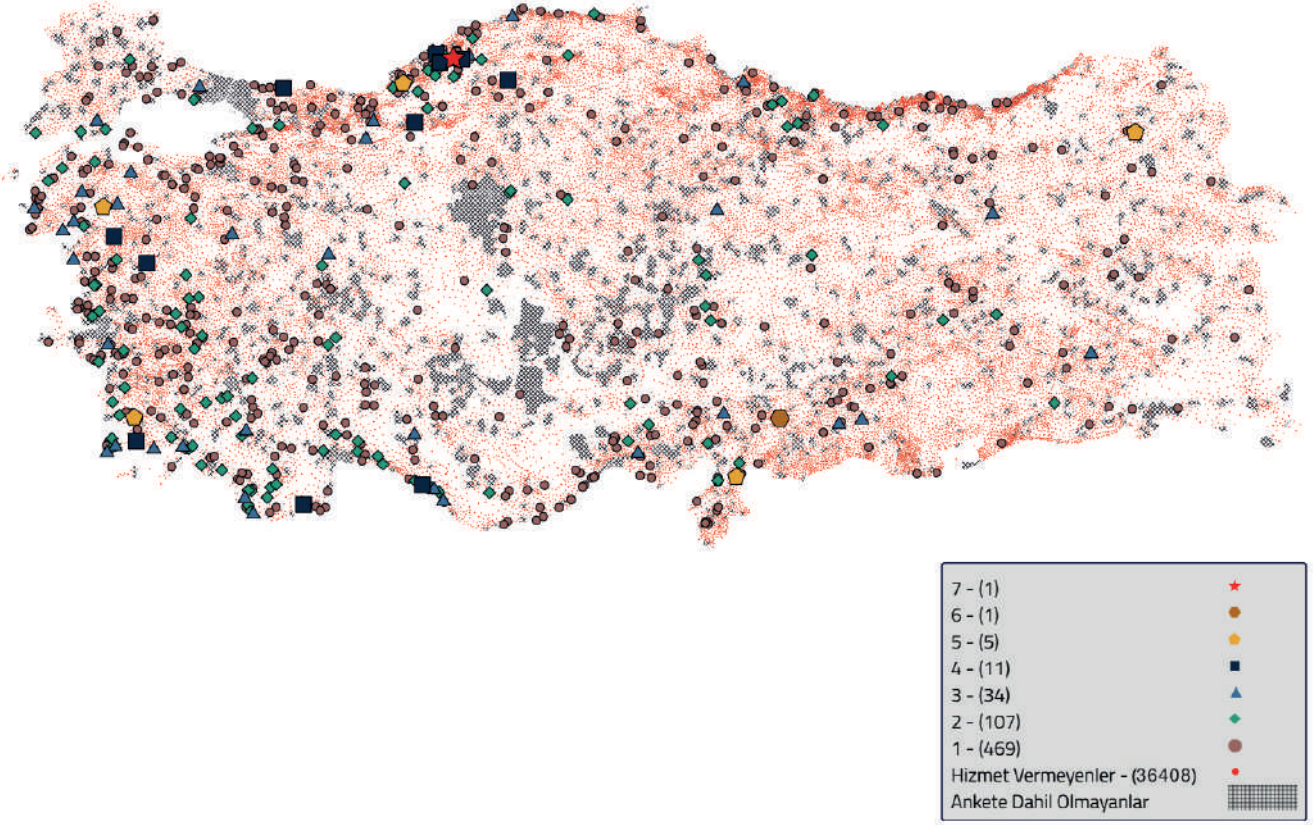 7 - (1)
6 - (1)
5 - (5)
4 - (11)
3 - (34)
2 - (107)
1 - (469)
Hizmet Vermeyenler - (36408)
Ankete Dahil Olmayanlar